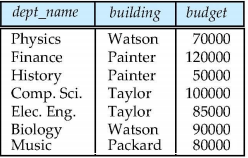 dept_name building budget
Physics Watson 70000
Finance Painter 120000
History Painter 50000
Comp. Sci. Taylor 100000
Elec. Eng. Taylor 85000
Biology Watson 90000
Music Packard 80000